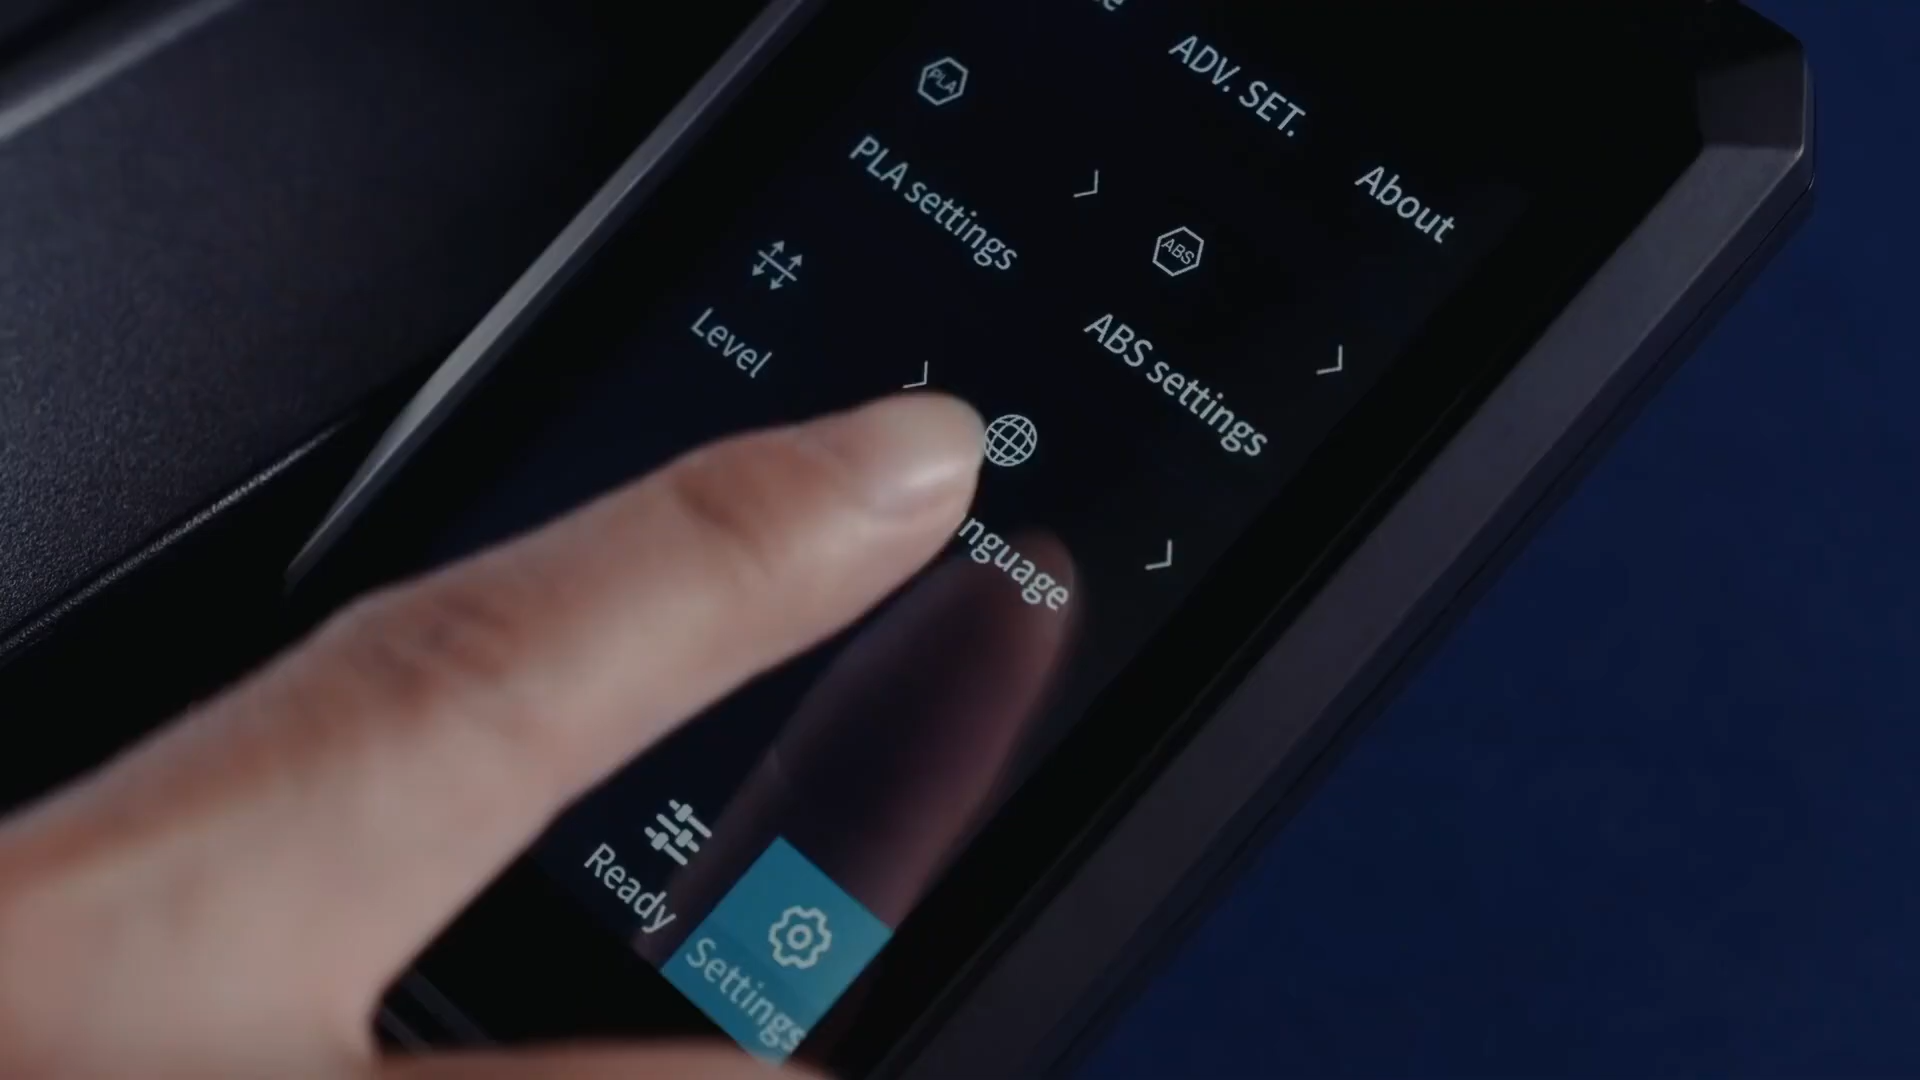 ADV. SET.
About
PLA
PLA settings
ABS
ABS settings
Level
nguage
Ready
Settings